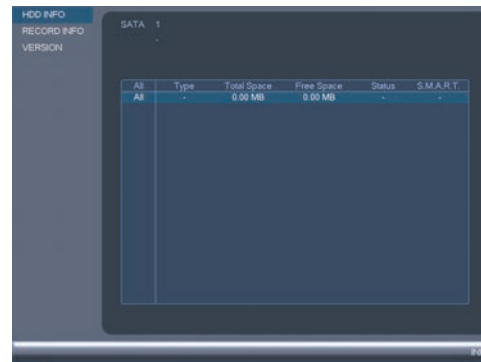 HDD INFO
RECORD INFO
VERSION
SATA 1
-
All Type Total Space Free Space Status S.M.A.R.T.
All - 0.00 MB 0.00 MB - -